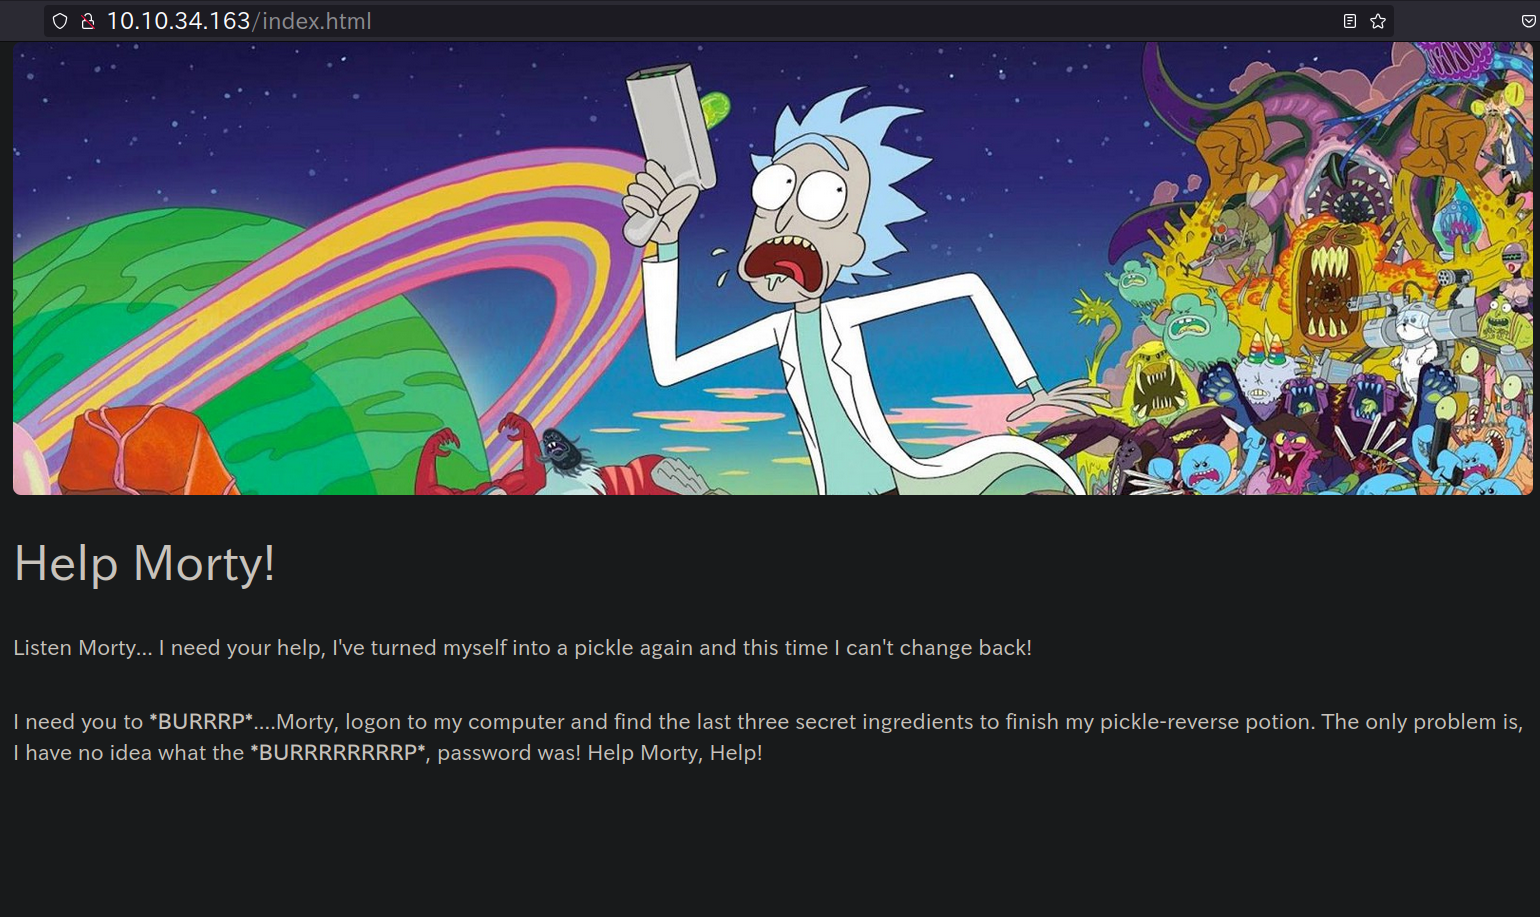 10.10.34.163/index.html
Help Morty!
Listen Morty... I need your help, I've turned myself into a pickle again and this time I can't change back!
I need you to *BURRRP*....Morty, logon to my computer and find the last three secret ingredients to finish my pickle-reverse potion. The only problem is,
I have no idea what the *BURRRRRRRRP*, password was! Help Morty, Help!